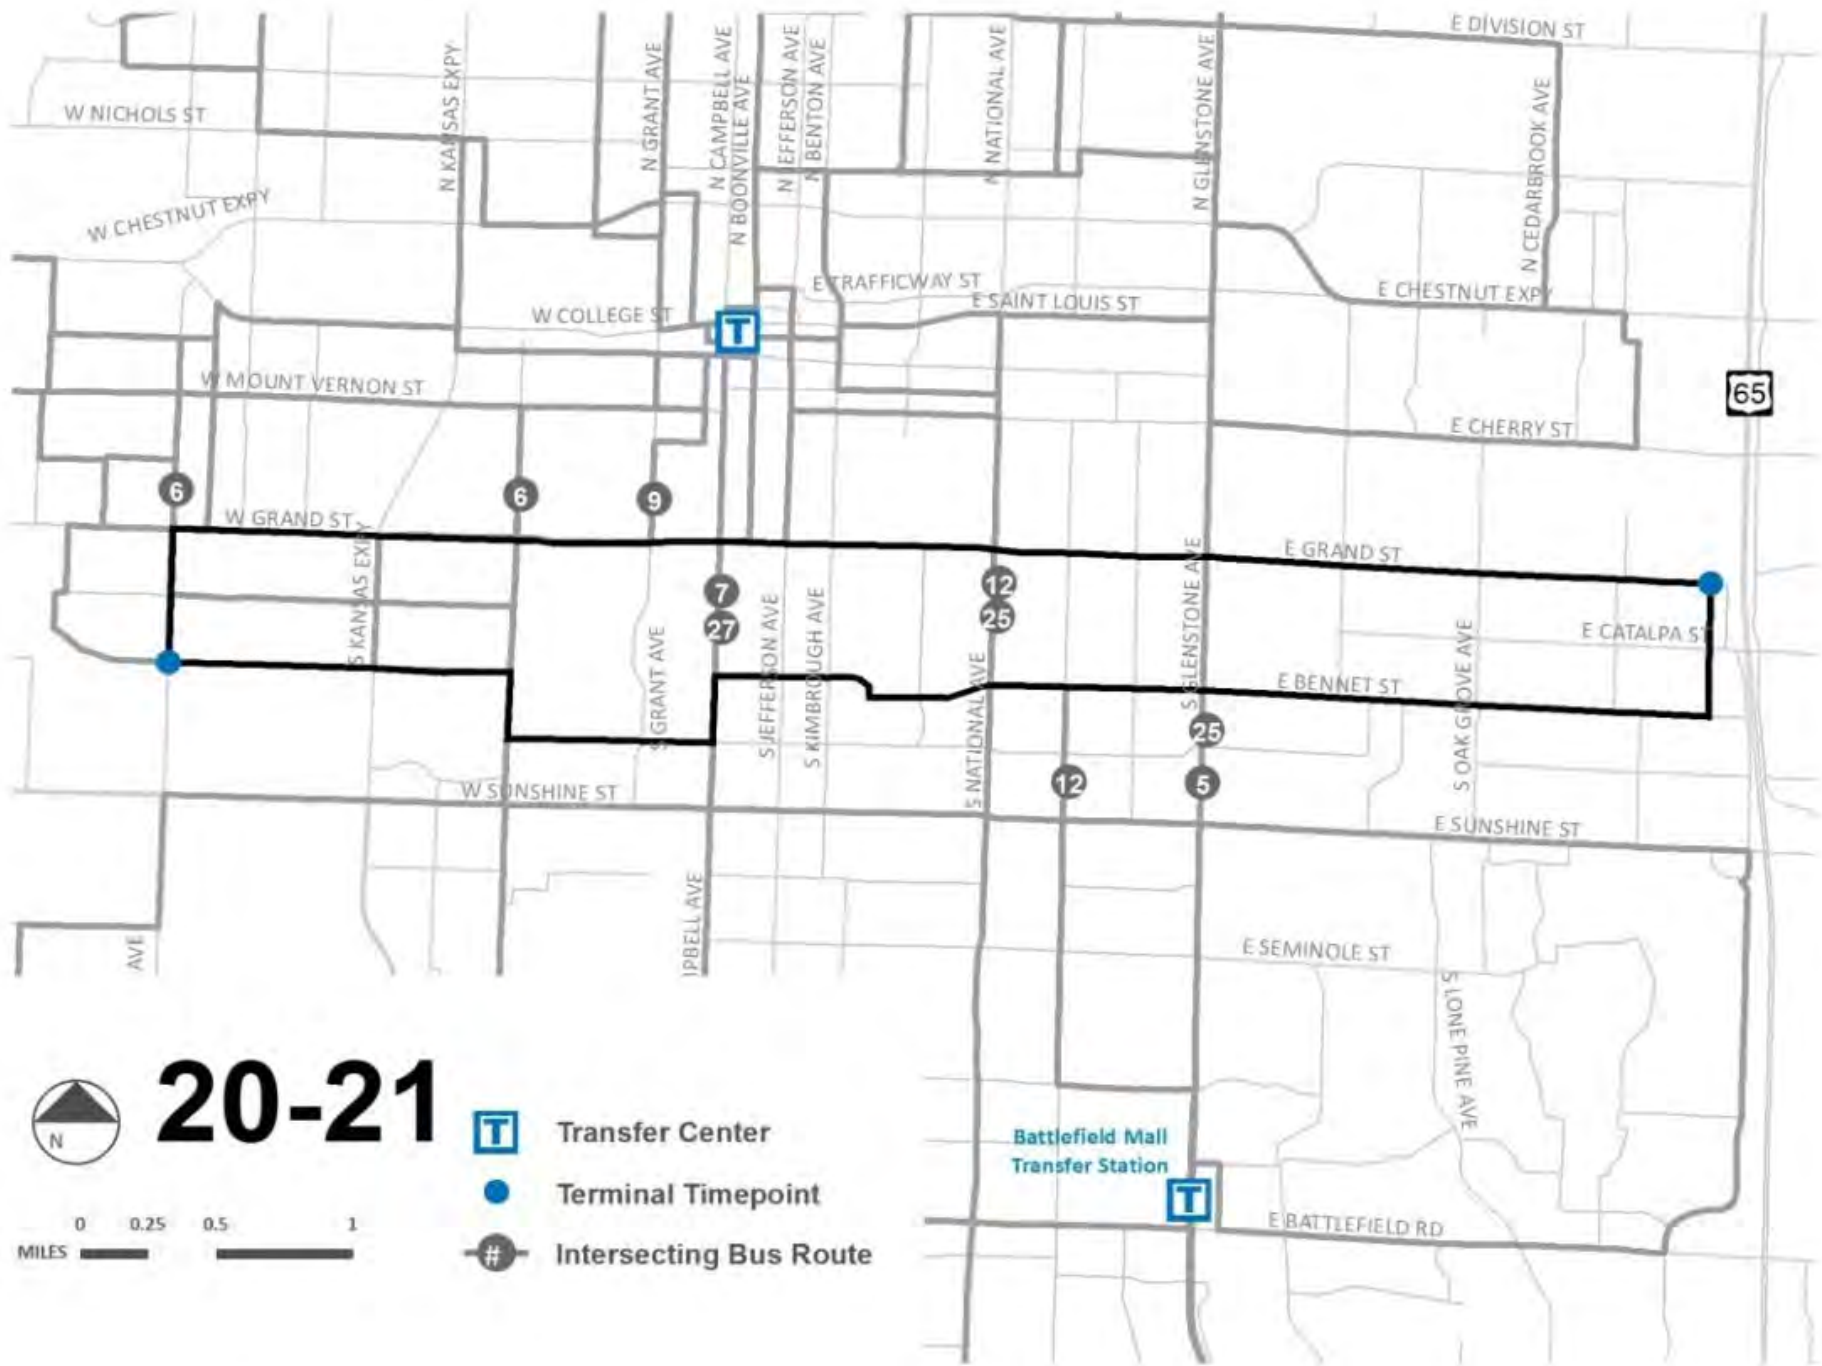 E DIVISION ST
N KANSAS EXPY
N GRANT AVE
N CAMPBELL AVE
N BOONVILLE AVE
N JEFFERSON AVE
N BENTON AVE
N NATIONAL AVE
N GLENSTONE AVE
N CEDARBROOK AVE
W NICHOLS ST
W CHESTNUT EXPY
E TRAFFICWAY ST
E SAINT LOUIS ST
E CHESTNUT EXPY
W COLLEGE ST
T
W MOUNT VERNON ST
65
E CHERRY ST
6
6
9
W GRAND ST
E GRAND ST
S KANSAS EXPY
7
27
12
25
S GRANT AVE
S JEFFERSON AVE
S KIMBROUGH AVE
S NATIONAL AVE
S GLENSTONE AVE
S OAK GROVE AVE
E CATALPA ST
E BENNET ST
25
12
5
W SUNSHINE ST
E SUNSHINE ST
AVE
IPBELL AVE
E SEMINOLE ST
S LONE PINE AVE
Battlefield Mall
Transfer Station
T
E BATTLEFIELD RD
N
20-21
T Transfer Center
Terminal Timepoint
# Intersecting Bus Route
0 0.25 0.5 1
MILES